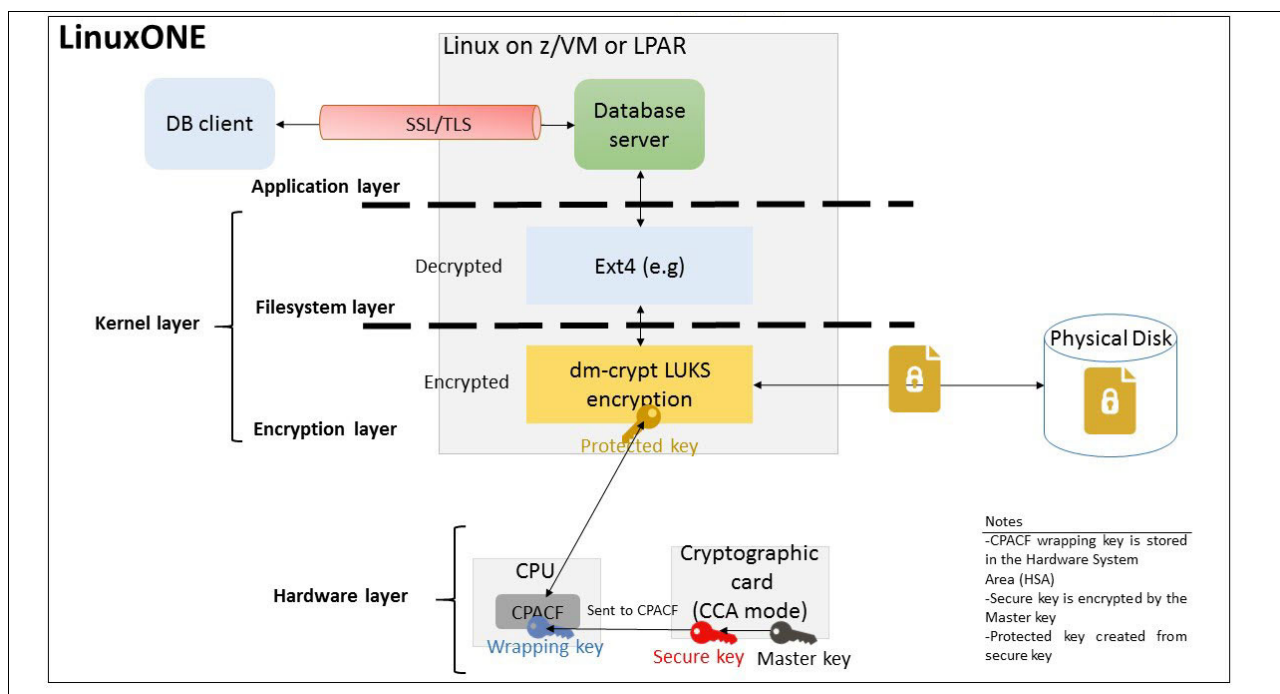 LinuxONE
Linux on z/VM or LPAR
DB client
SSL/TLS
Database
server
Application layer
Decrypted
Ext4 (e.g)
Filesystem layer
Kernel layer
Physical Disk
Encrypted
dm-crypt LUKS
encryption
Encryption layer
Protected key
Hardware layer
CPU
CPACF
Wrapping key
Sent to CPACF
Cryptographic
card
(CCA mode)
Secure key
Master key
Notes
-CPACF wrapping key is stored
in the Hardware System
Area (HSA)
-Secure key is encrypted by the
Master key
-Protected key created from
secure key